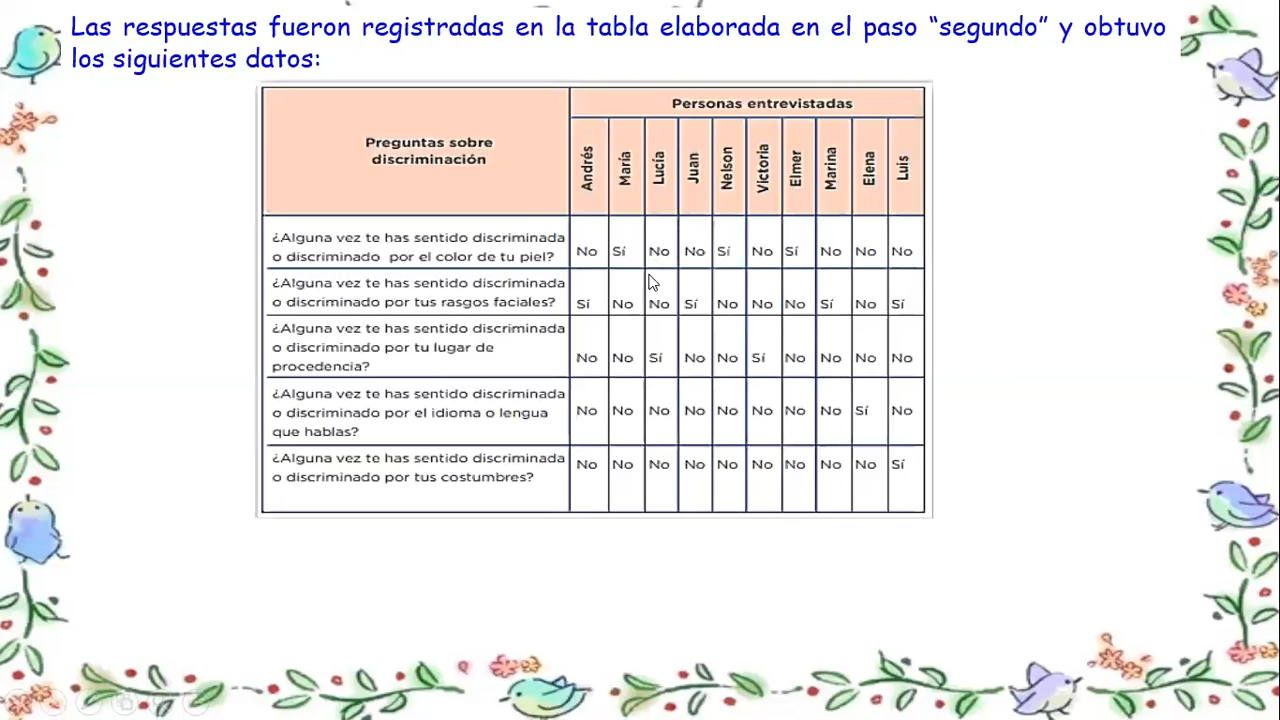 Las respuestas fueron registradas en la tabla elaborada en el paso “segundo” y obtuvo
los siguientes datos:
Preguntas sobre
discriminación
Personas entrevistadas
Andrés María Lucía Juan Nelson Victoria Elmer Marina Elena Luis
¿Alguna vez te has sentido discriminada
o discriminado por el color de tu piel?
No Sí No No Sí No Sí No No No
¿Alguna vez te has sentido discriminada
o discriminado por tus rasgos faciales?
Sí No No Sí No No No Sí No Sí
¿Alguna vez te has sentido discriminada
o discriminado por tu lugar de
procedencia?
No No Sí No No Sí No No No No
¿Alguna vez te has sentido discriminada
o discriminado por el idioma o lengua
que hablas?
No No No No No No No No Sí No
¿Alguna vez te has sentido discriminada
o discriminado por tus costumbres?
No No No No No No No No No Sí